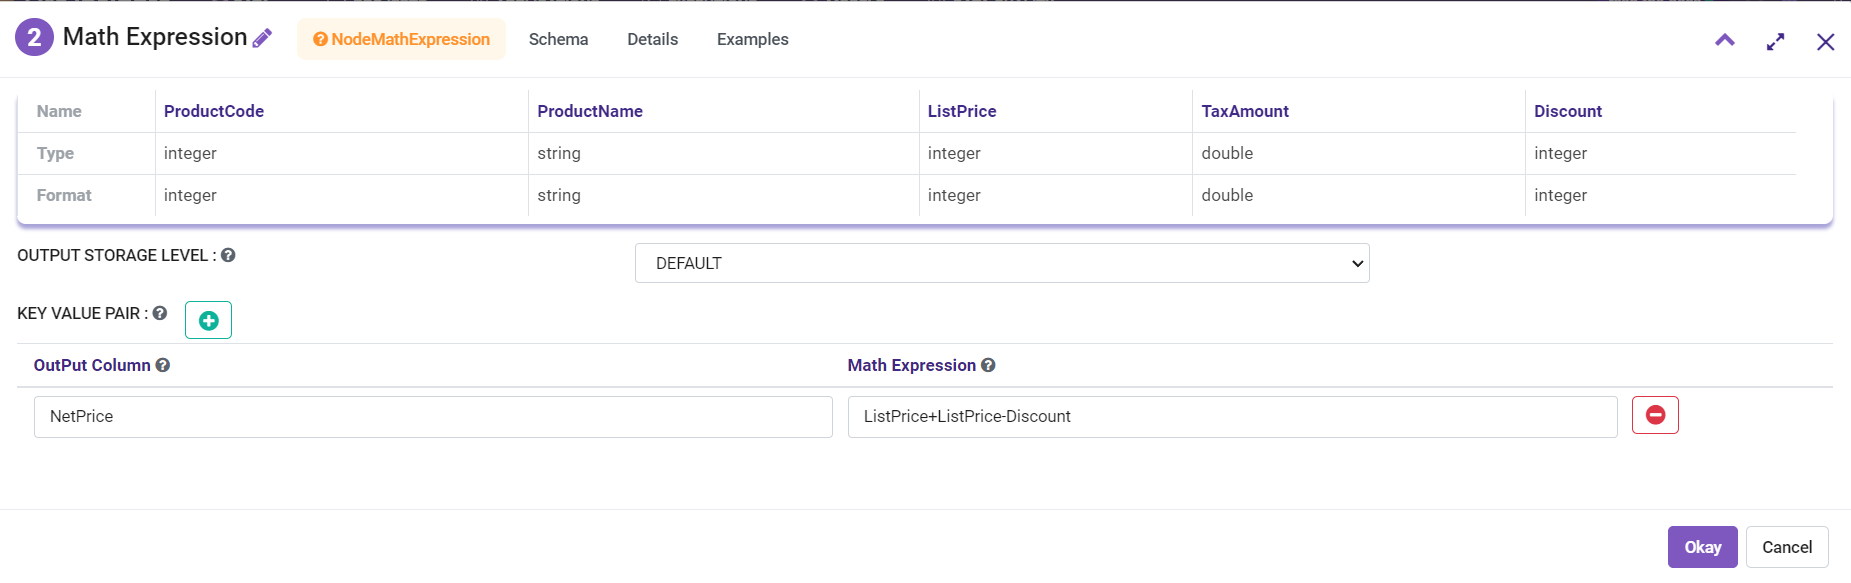 2 Math Expression NodeMathExpression Schema Details Examples
Name ProductCode ProductName ListPrice TaxAmount Discount
Type integer string integer double integer
Format integer string integer double integer
OUTPUT STORAGE LEVEL : DEFAULT
KEY VALUE PAIR :
OutPut Column Math Expression
NetPrice ListPrice+ListPrice-Discount
Okay Cancel